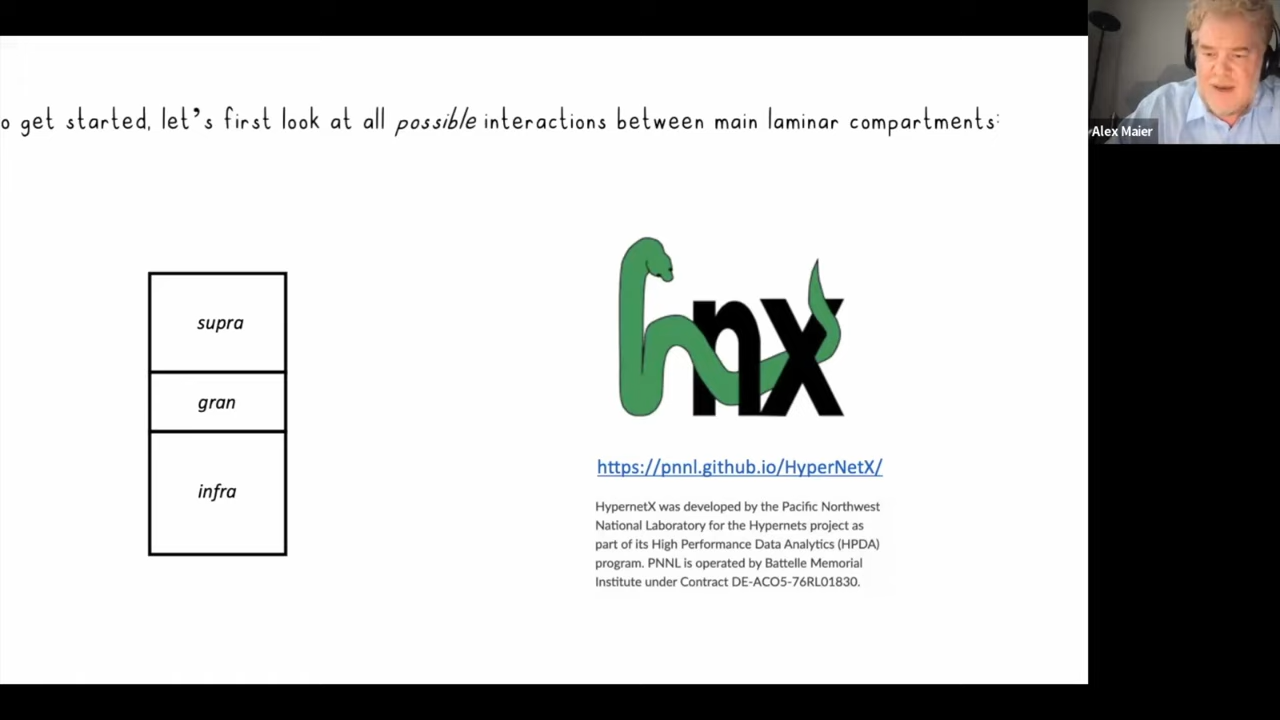 o get started, let's first look at all possible interactions between main laminar compartments:
Alex Maier
supra
gran
infra
hnx
https://pnnl.github.io/HyperNetX/
HypernetX was developed by the Pacific Northwest
National Laboratory for the Hypernets project as
part of its High Performance Data Analytics (HPDA)
program. PNNL is operated by Battelle Memorial
Institute under Contract DE-ACO5-76RL01830.